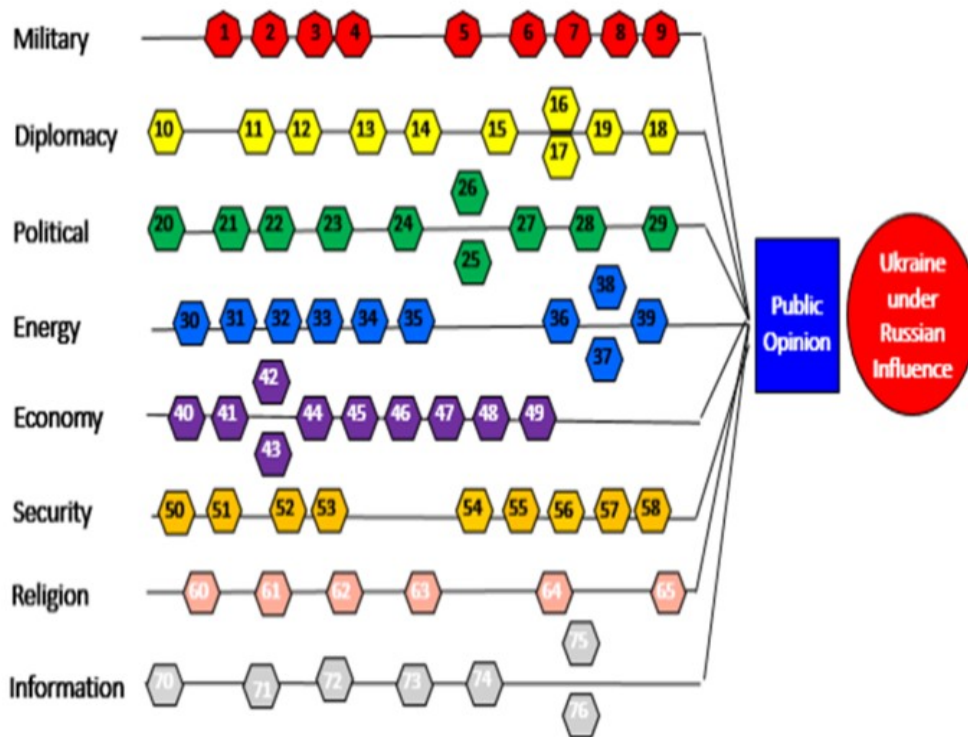 Military 1 2 3 4 5 6 7 8 9
16
Diplomacy 10 11 12 13 14 15 19 18
17
26
Political 20 21 22 23 24 27 28 29
25
38
Energy 30 31 32 33 34 35 36 39
37
42
Economy 40 41 44 45 46 47 48 49
43
Security 50 51 52 53 54 55 56 57 58
Religion 60 61 62 63 64 65
75
Information 70 71 72 73 74
76
Public
Opinion
Ukraine
under
Russian
Influence